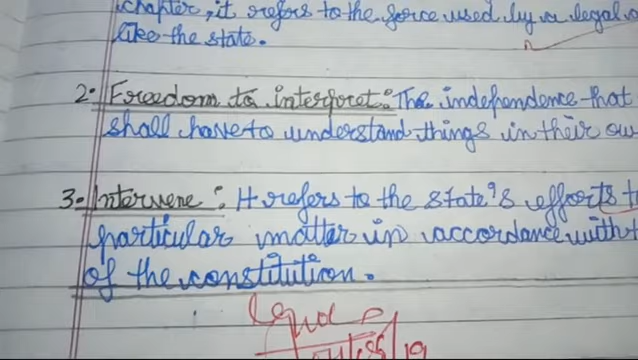 chapter, it refers to the force used by a legal
like the state.
2. Freedom to interpret: The independence that
shall have to understand things in their
3. Intervene: It refers to the state's efforts
particular matter in accordance with
of the constitution.